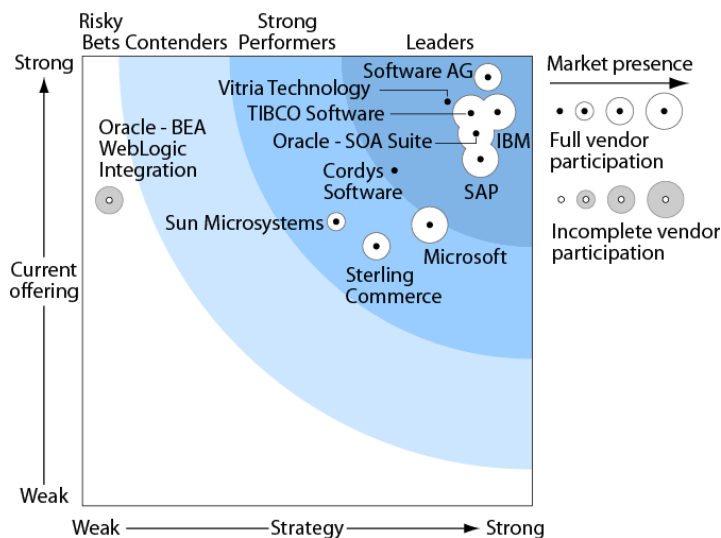 Risky
Bets
Contenders
Strong
Performers
Leaders
Strong
Software AG
Market presence
Vitria Technology
TIBCO Software
Oracle - BEA
WebLogic
Integration
Oracle - SOA Suite
IBM
Full vendor
participation
Cordys
Software
SAP
Sun Microsystems
Microsoft
Incomplete vendor
participation
Current
offering
Sterling
Commerce
Weak
Weak
Strategy
Strong